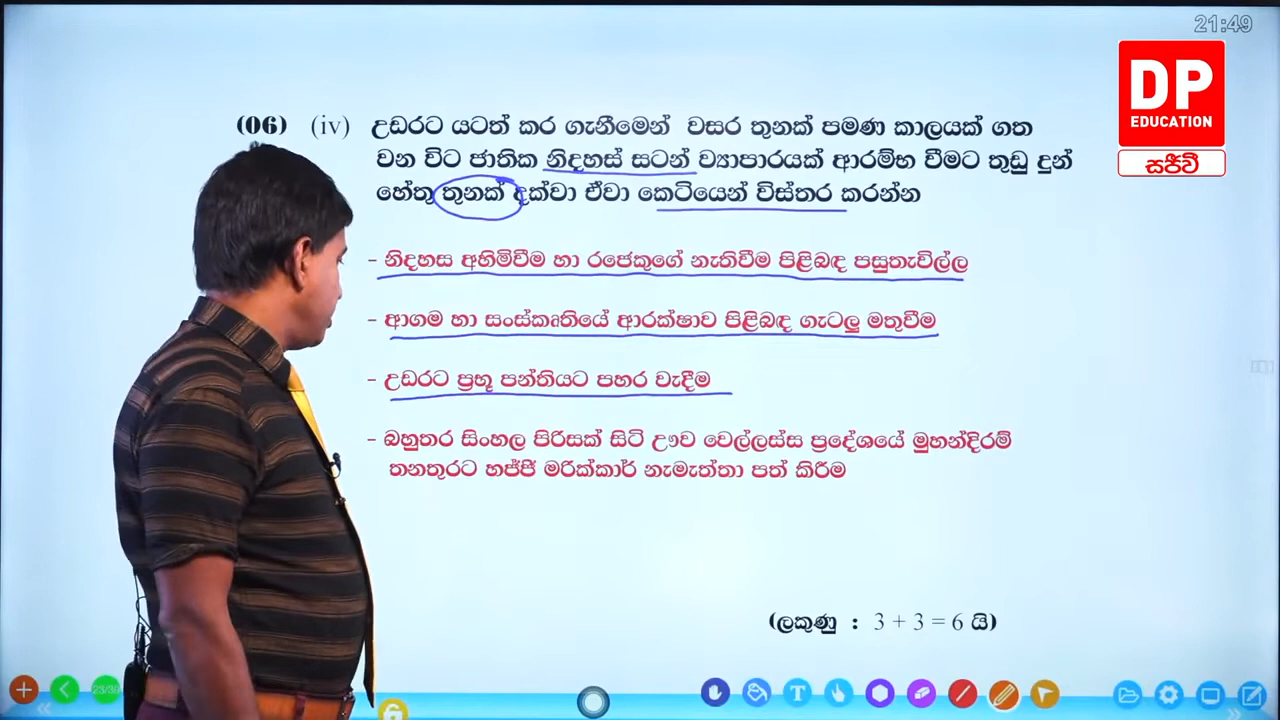 21:49
DP
EDUCATION
සජීවී
(06) (iv) උඩරට යටත් කර ගැනීමෙන් වසර තුනක් පමණ කාලයක් ගත
වන විට ජාතික නිදහස් සටන් ව්‍යාපාරයක් ආරම්භ වීමට තුඩු දුන්
හේතු තුනක් දක්වා ඒවා කෙටියෙන් විස්තර කරන්න
- නිදහස අහිමිවීම හා රජෙකුගේ නැතිවීම පිළිබඳ පසුතැවිල්ල
- ආගම හා සංස්කෘතියේ ආරක්ෂාව පිළිබඳ ගැටලු මතුවීම
- උඩරට ප්‍රභූ පන්තියට පහර වැදීම
- බහුතර සිංහල පිරිසක් සිටි ඌව වෙල්ලස්ස ප්‍රදේශයේ මුහන්දිරම්
තනතුරට හජ්ජි මරික්කාර් නැමැත්තා පත් කිරීම
(ලකුණු : 3 + 3 = 6 යි)